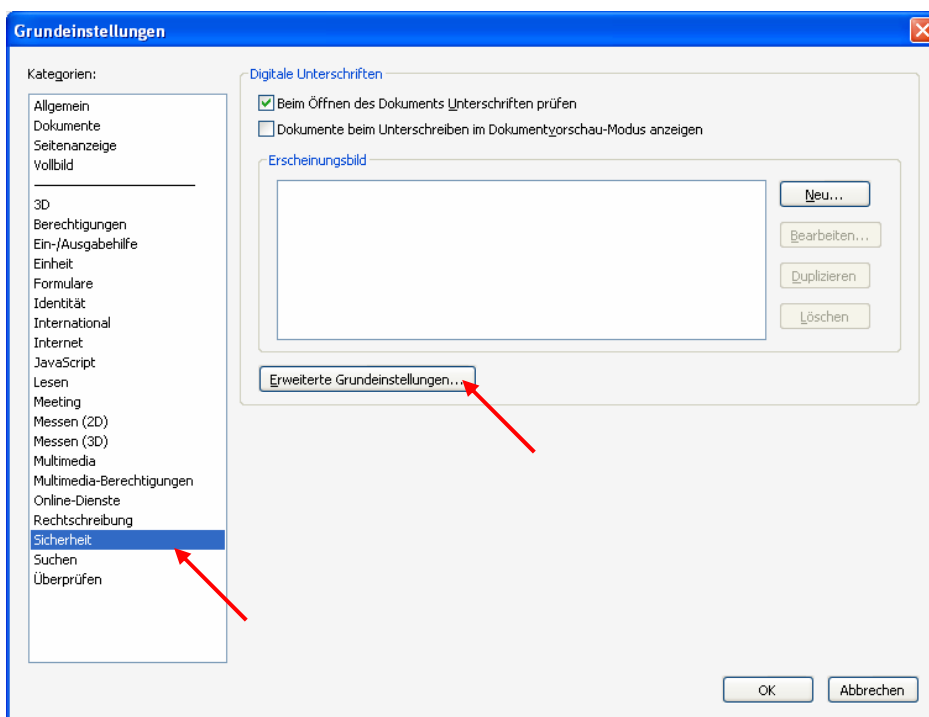 Grundeinstellungen
Kategorien:
Allgemein
Dokumente
Seitenanzeige
Vollbild
3D
Berechtigungen
Ein-/Ausgabehilfe
Einheit
Formulare
Identität
International
Internet
JavaScript
Lesen
Meeting
Messen (2D)
Messen (3D)
Multimedia
Multimedia-Berechtigungen
Online-Dienste
Rechtschreibung
Sicherheit
Suchen
Überprüfen
Digitale Unterschriften
Beim Öffnen des Dokuments Unterschriften prüfen
Dokumente beim Unterschreiben im Dokumentvorschau-Modus anzeigen
Erscheinungsbild
Neu...
Bearbeiten...
Duplizieren
Löschen
Erweiterte Grundeinstellungen...
OK
Abbrechen